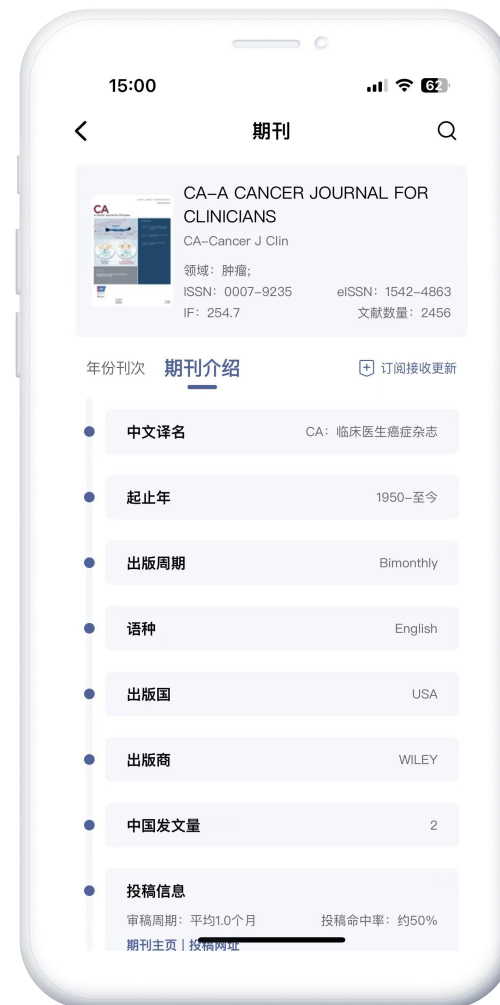 15:00
62
期刊
CA
CA-A CANCER JOURNAL FOR
CLINICIANS
CA-Cancer J Clin
领域：肿瘤;
ISSN：0007-9235 eISSN：1542-4863
IF：254.7 文献数量：2456
年份刊次 期刊介绍 订阅接收更新
中文译名 CA：临床医生癌症杂志
起止年 1950-至今
出版周期 Bimonthly
语种 English
出版国 USA
出版商 WILEY
中国发文量 2
投稿信息
审稿周期：平均1.0个月 投稿命中率：约50%
期刊主页 | 投稿网址